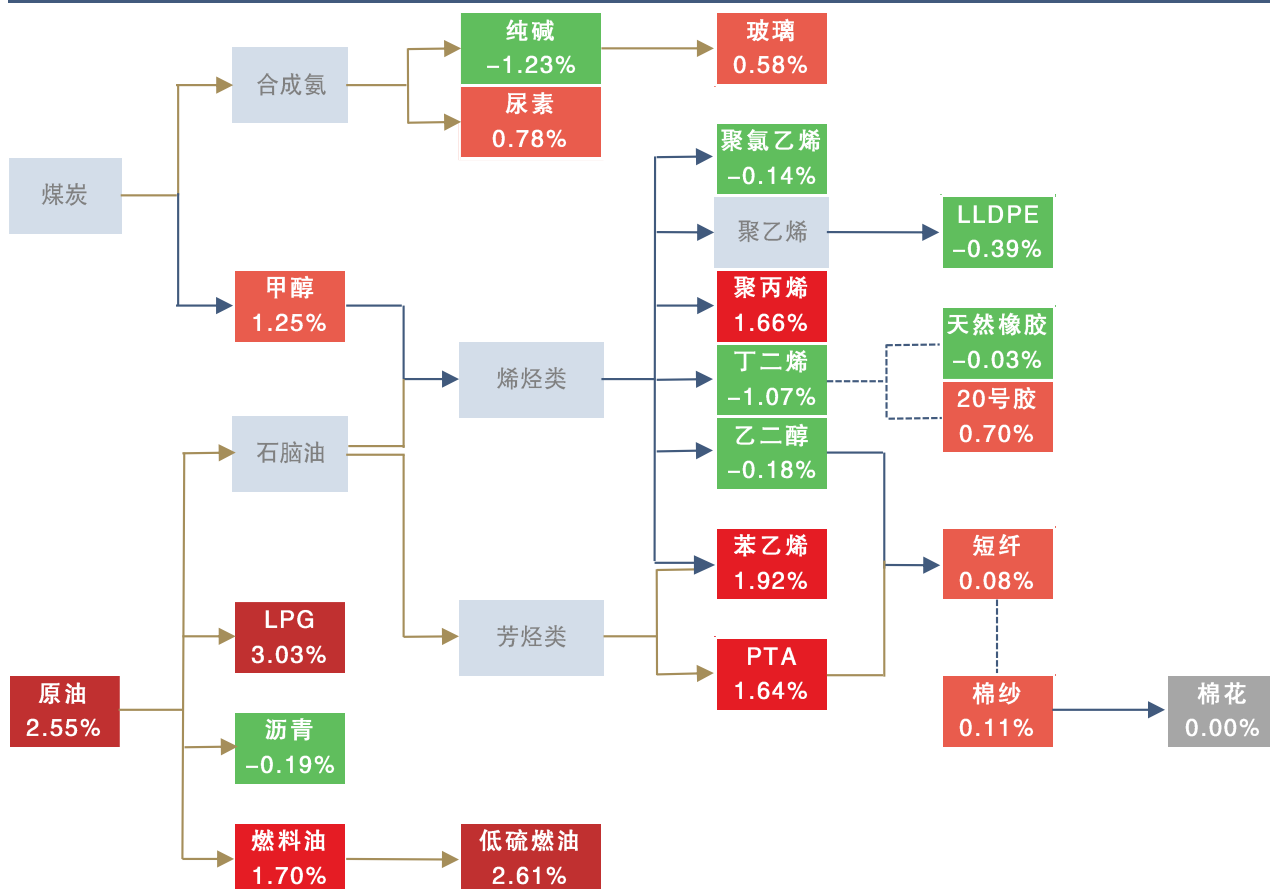 纯碱
-1.23%
玻璃
0.58%
合成氨
尿素
0.78%
煤炭
聚氯乙烯
-0.14%
聚乙烯
LLDPE
-0.39%
甲醇
1.25%
聚丙烯
1.66%
天然橡胶
-0.03%
烯烃类
丁二烯
-1.07%
20号胶
0.70%
石脑油
乙二醇
-0.18%
苯乙烯
1.92%
短纤
0.08%
LPG
3.03%
芳烃类
PTA
1.64%
原油
2.55%
棉纱
0.11%
棉花
0.00%
沥青
-0.19%
燃料油
1.70%
低硫燃油
2.61%